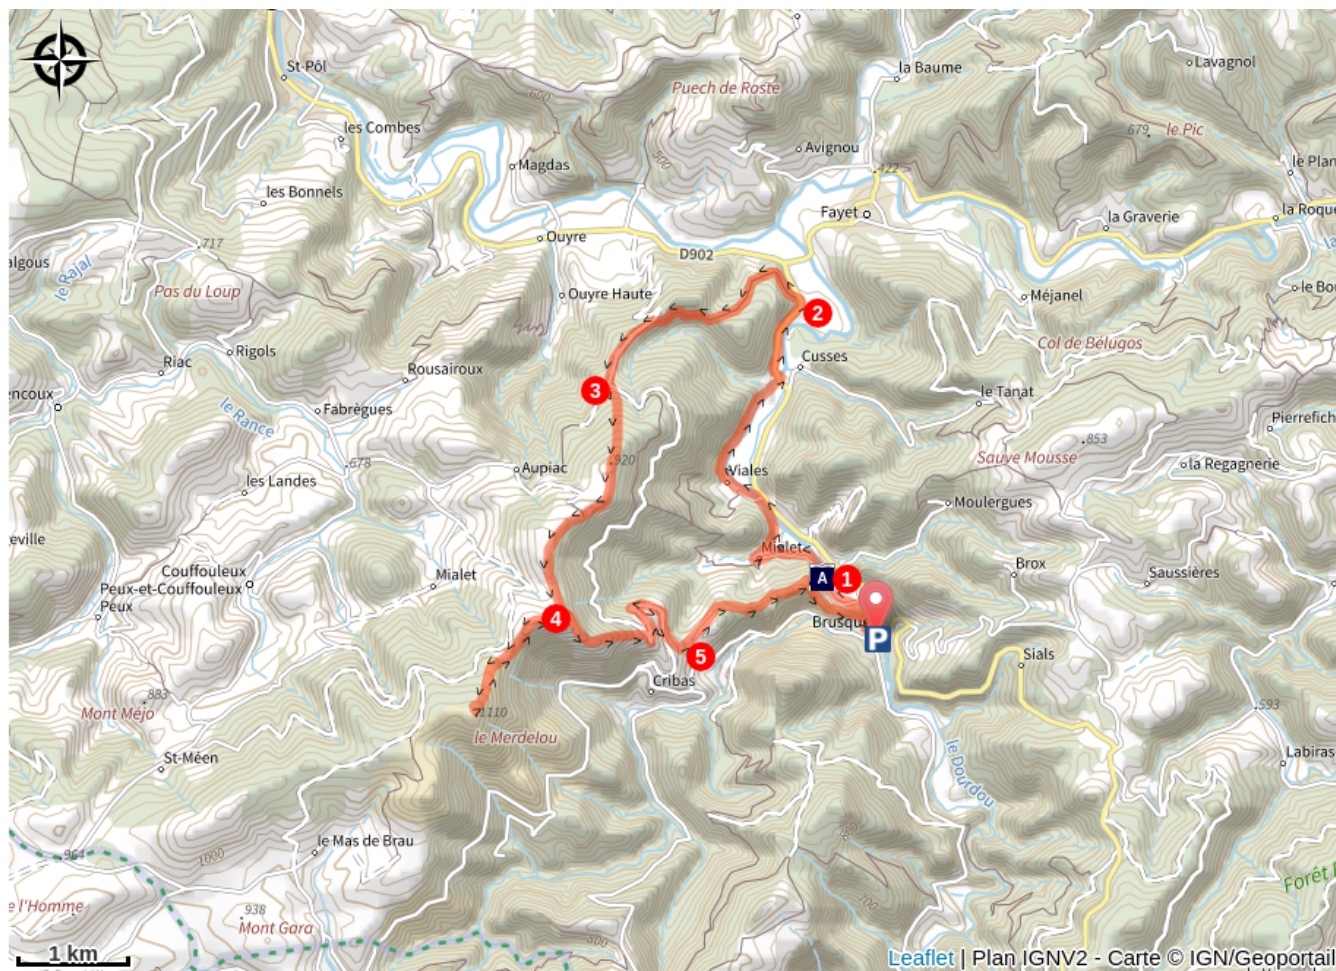 St-Pôl
la Baume
Lavagnol
Puech de Roste
600
les Combes
679
le Pic
500
Avignou
Magdas
le Plan
422
les Bonnels
Fayet
la Graverie
la Roque
717
Ouyre
D902
algous
le Rajal
Pas du Loup
Ouyre Haute
Méjanel
le Bou
2
Col de Bélugos
Rigols
Cusses
Riac
Rousairoux
3
le Tanat
encoux
le Rance
Fabrègues
Pierrefich
853
Sauve Mousse
920
678
Aupiac
Viales
la Regagnerie
les Landes
Moulergues
eville
Mialet
Couffouleux
Mialet
A
1
Brox
Saussières
Peux-et-Couffouleux
Peux
4
Brusqu
P
5
Sials
Cribas
883
Mont Méjo
1110
593
le Merdelou
St-Méen
le Dourdou
Labiras
le Mas de Brau
964
1000
Forêt
700
e l'Homme
938
Mont Gara
800
1 km
Leaflet | Plan IGNV2 - Carte © IGN/Geoportail